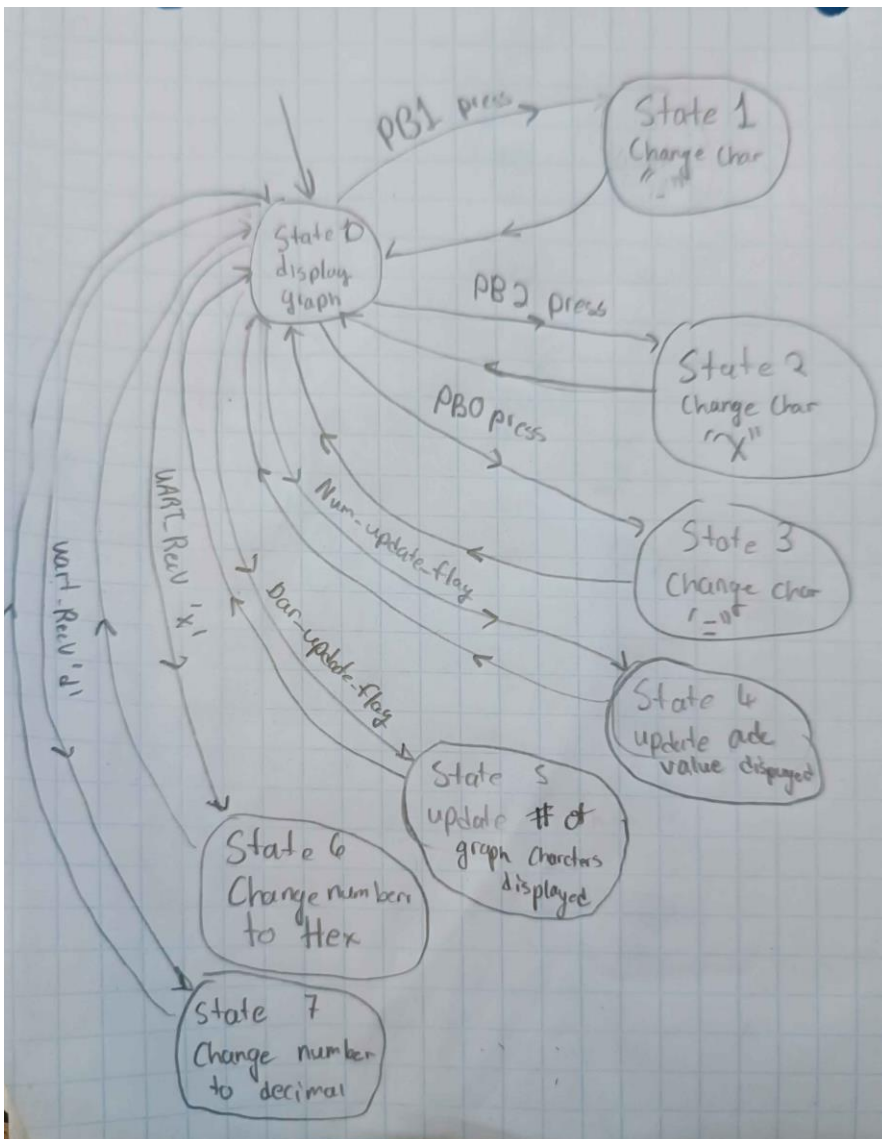 PB1 press
State 1
Change char
"-"
State 0
display
graph
PB2 press
State 2
Change char
"X"
PB0 press
State 3
Change char
"="
Num_update_flag
State 4
update adc
value displayed
Bar_update_flag
State 5
update # of
graph charcters
displayed
UART_RecV 'x'
State 6
Change number
to Hex
uart_RecV 'd'
State 7
Change number
to decimal